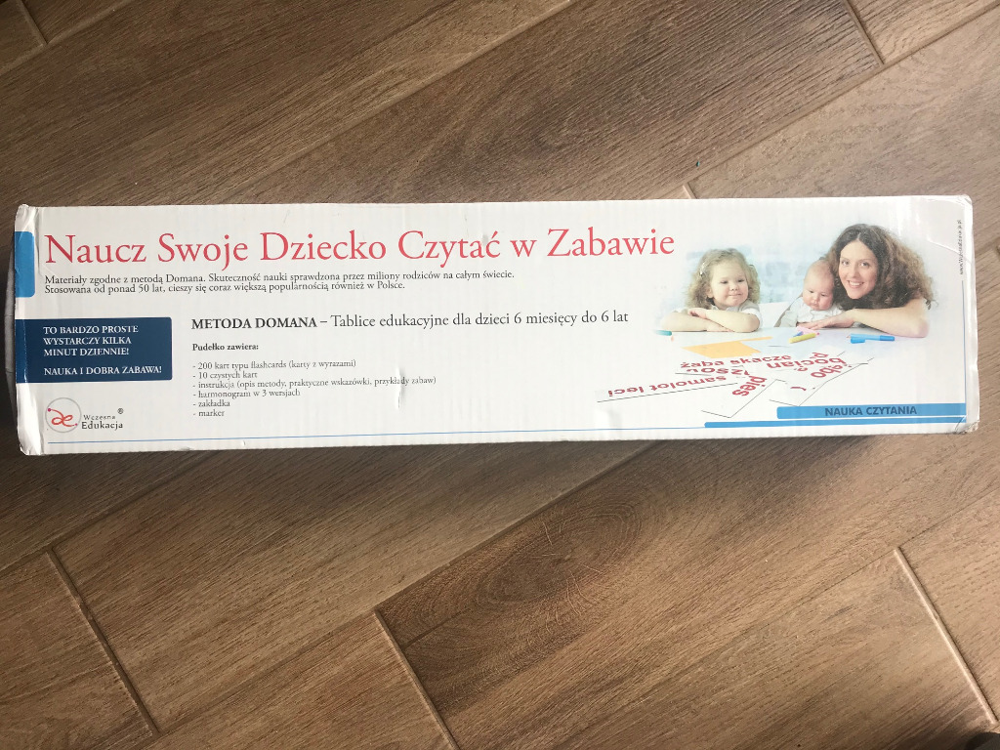 Naucz Swoje Dziecko Czytać w Zabawie
Materiały zgodne z metodą Domana. Skuteczność nauki sprawdzona przez miliony rodziców na całym świecie.
Stosowana od ponad 50 lat, cieszy się coraz większą popularnością również w Polsce.
TO BARDZO PROSTE
WYSTARCZY KILKA
MINUT DZIENNIE!
NAUKA I DOBRA ZABAWA!
METODA DOMANA – Tablice edukacyjne dla dzieci 6 miesięcy do 6 lat
Pudełko zawiera:
- 200 kart typu flashcards (karty z wyrazami)
- 10 czystych kart
- instrukcja (opis metody, praktyczne wskazówki, przykłady zabaw)
- harmonogram w 3 wersjach
- zakładka
- marker
Wczesna
Edukacja
®
żaba skacze
bocian
samolot leci
pies
NAUKA CZYTANIA